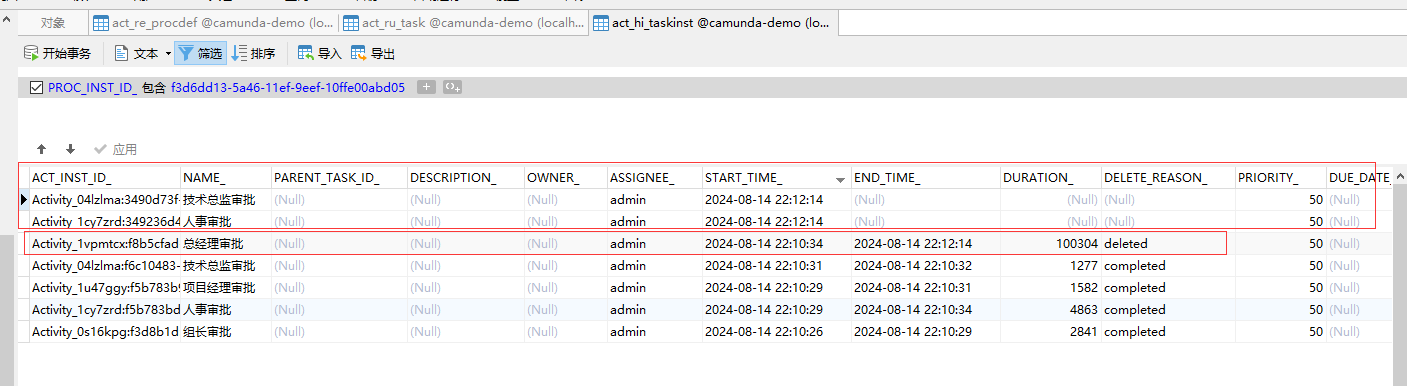 对象 act_re_procdef @camunda-demo (lo... act_ru_task @camunda-demo (localh... act_hi_taskinst @camunda-demo (lo...
开始事务 文本 筛选 排序 导入 导出
PROC_INST_ID_ 包含 f3d6dd13-5a46-11ef-9eef-10ffe00abd05
应用
ACT_INST_ID_ NAME_ PARENT_TASK_ID_ DESCRIPTION_ OWNER_ ASSIGNEE_ START_TIME_ END_TIME_ DURATION_ DELETE_REASON_ PRIORITY_ DUE_DATE_
Activity_04lzlma:3490d73f- 技术总监审批 (Null) (Null) (Null) admin 2024-08-14 22:12:14 (Null) (Null) (Null) 50 (Null)
Activity_1cy7zrd:349236d4 人事审批 (Null) (Null) (Null) admin 2024-08-14 22:12:14 (Null) (Null) (Null) 50 (Null)
Activity_1vpmtcx:f8b5cfad 总经理审批 (Null) (Null) (Null) admin 2024-08-14 22:10:34 2024-08-14 22:12:14 100304 deleted 50 (Null)
Activity_04lzlma:f6c10483- 技术总监审批 (Null) (Null) (Null) admin 2024-08-14 22:10:31 2024-08-14 22:10:32 1277 completed 50 (Null)
Activity_1u47ggy:f5b783b9 项目经理审批 (Null) (Null) (Null) admin 2024-08-14 22:10:29 2024-08-14 22:10:31 1582 completed 50 (Null)
Activity_1cy7zrd:f5b783bd 人事审批 (Null) (Null) (Null) admin 2024-08-14 22:10:29 2024-08-14 22:10:34 4863 completed 50 (Null)
Activity_0s16kpg:f3d8b1d 组长审批 (Null) (Null) (Null) admin 2024-08-14 22:10:26 2024-08-14 22:10:29 2841 completed 50 (Null)